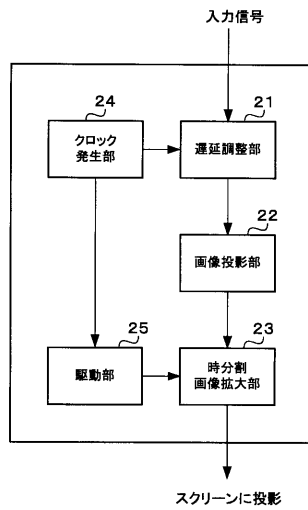 入力信号
24
クロック
発生部
21
遅延調整部
22
画像投影部
25
駆動部
23
時分割
画像拡大部
スクリーンに投影